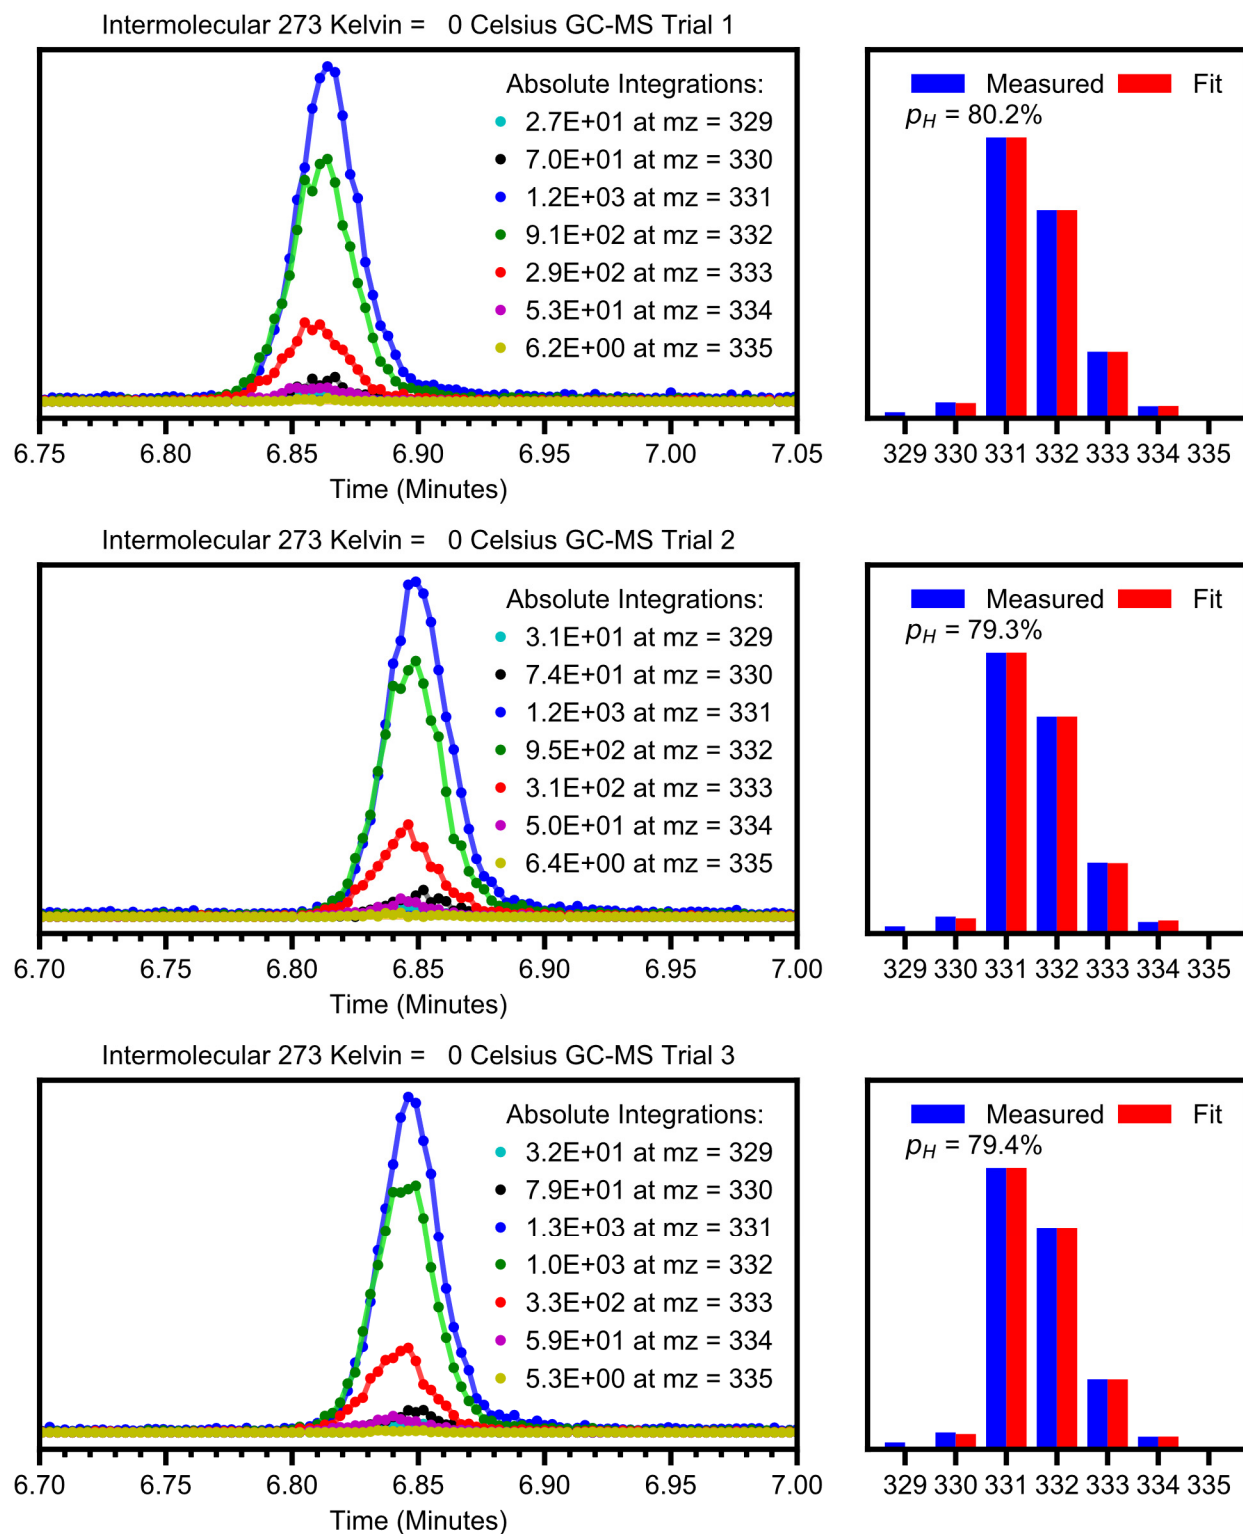 Intermolecular 273 Kelvin =   0 Celsius GC-MS Trial 1
Absolute Integrations:
2.7E+01 at mz = 329
7.0E+01 at mz = 330
1.2E+03 at mz = 331
9.1E+02 at mz = 332
2.9E+02 at mz = 333
5.3E+01 at mz = 334
6.2E+00 at mz = 335
6.75 6.80 6.85 6.90 6.95 7.00 7.05
Time (Minutes)
Measured Fit
pH = 80.2%
329 330 331 332 333 334 335
Intermolecular 273 Kelvin =   0 Celsius GC-MS Trial 2
Absolute Integrations:
3.1E+01 at mz = 329
7.4E+01 at mz = 330
1.2E+03 at mz = 331
9.5E+02 at mz = 332
3.1E+02 at mz = 333
5.0E+01 at mz = 334
6.4E+00 at mz = 335
6.70 6.75 6.80 6.85 6.90 6.95 7.00
Time (Minutes)
Measured Fit
pH = 79.3%
329 330 331 332 333 334 335
Intermolecular 273 Kelvin =   0 Celsius GC-MS Trial 3
Absolute Integrations:
3.2E+01 at mz = 329
7.9E+01 at mz = 330
1.3E+03 at mz = 331
1.0E+03 at mz = 332
3.3E+02 at mz = 333
5.9E+01 at mz = 334
5.3E+00 at mz = 335
6.70 6.75 6.80 6.85 6.90 6.95 7.00
Time (Minutes)
Measured Fit
pH = 79.4%
329 330 331 332 333 334 335